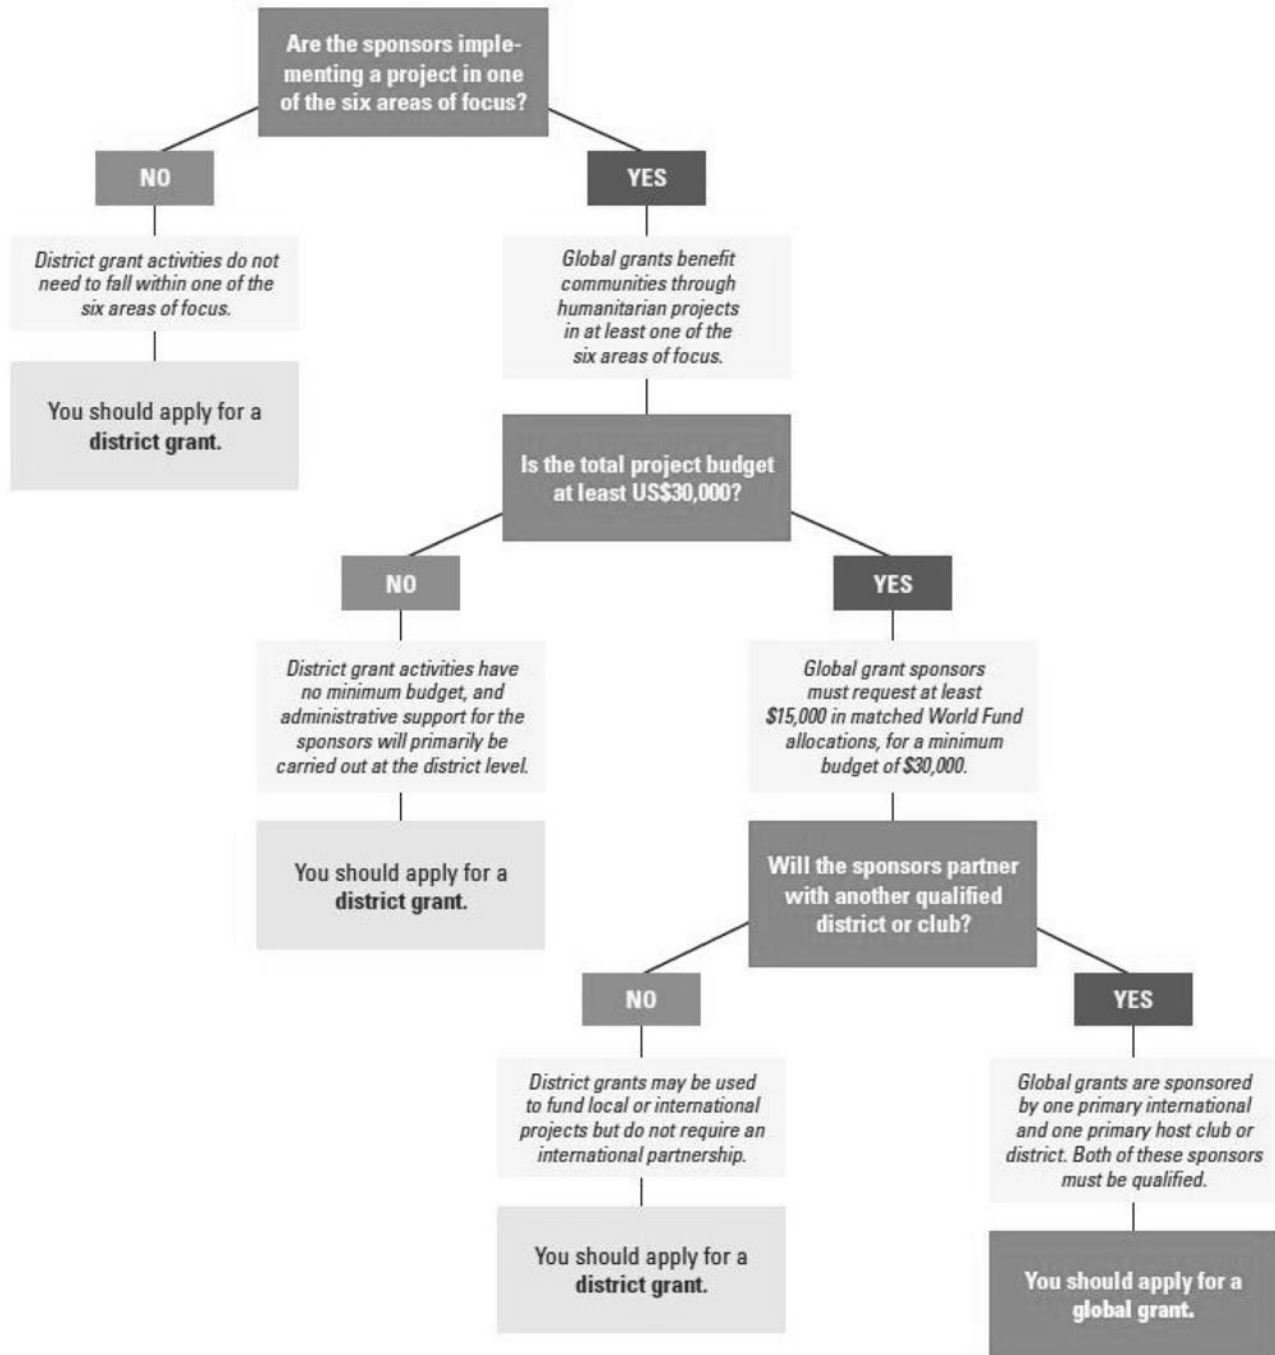 Are the sponsors imple-
menting a project in one
of the six areas of focus?
NO
YES
District grant activities do not
need to fall within one of the
six areas of focus.
Global grants benefit
communities through
humanitarian projects
in at least one of the
six areas of focus.
You should apply for a
district grant.
Is the total project budget
at least US$30,000?
NO
YES
District grant activities have
no minimum budget, and
administrative support for the
sponsors will primarily be
carried out at the district level.
Global grant sponsors
must request at least
$15,000 in matched World Fund
allocations, for a minimum
budget of $30,000.
You should apply for a
district grant.
Will the sponsors partner
with another qualified
district or club?
NO
YES
District grants may be used
to fund local or international
projects but do not require an
international partnership.
Global grants are sponsored
by one primary international
and one primary host club or
district. Both of these sponsors
must be qualified.
You should apply for a
district grant.
You should apply for a
global grant.